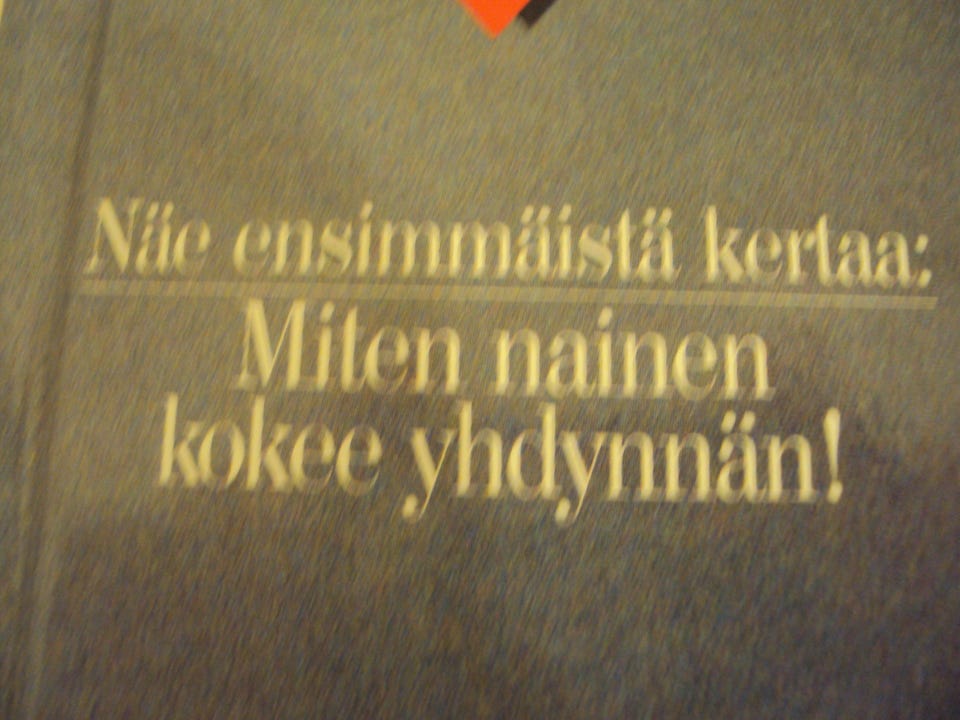 Näe ensimmäistä kertaa:
Miten nainen
kokee yhdynnän!